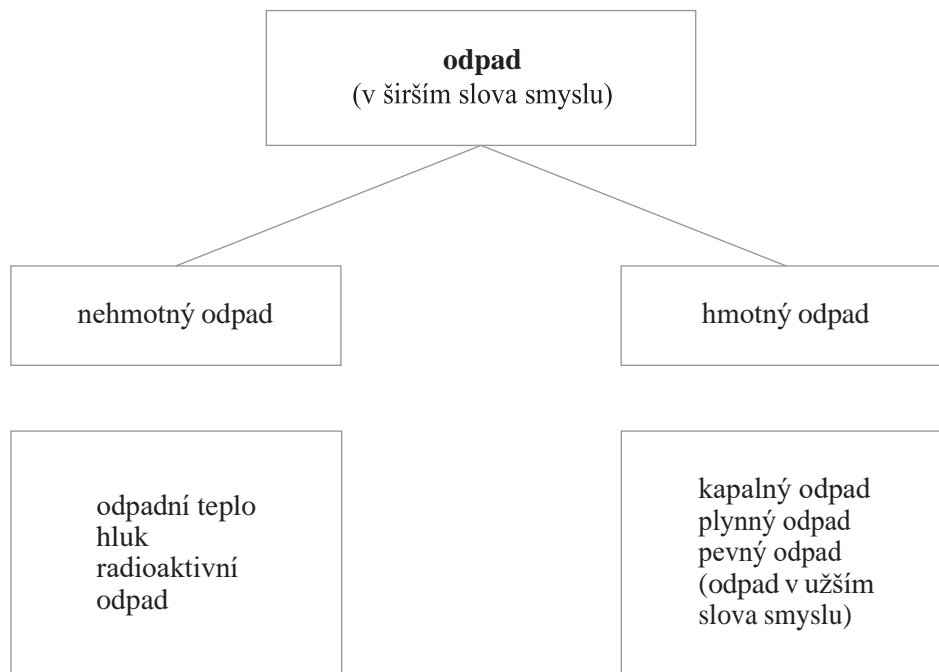 odpad
(v širším slova smyslu)
nehmotný odpad
hmotný odpad
odpadní teplo
hluk
radioaktivní
odpad
kapalný odpad
plynný odpad
pevný odpad
(odpad v užším
slova smyslu)